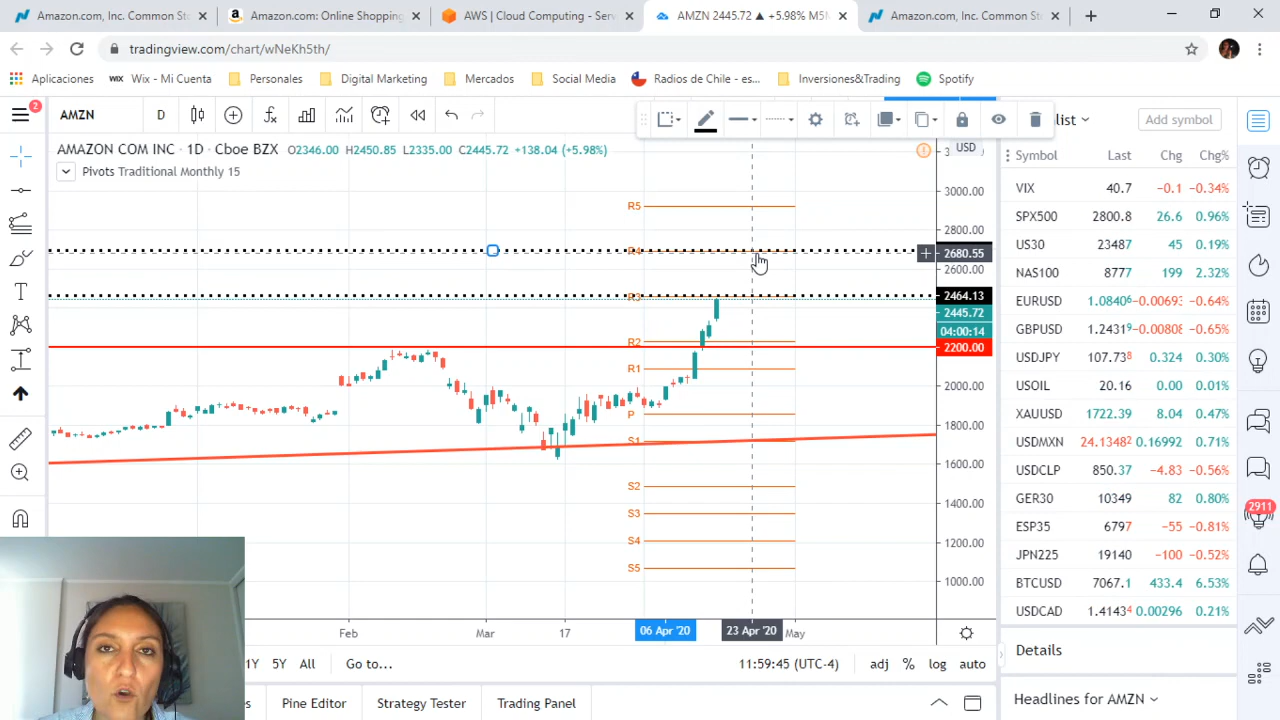 Amazon.com, Inc. Common St
Amazon.com: Online Shopping
AWS | Cloud Computing - Serv
AMZN 2445.72 ▲ +5.98% M5M
Amazon.com, Inc. Common St
tradingview.com/chart/wNeKh5th/
Aplicaciones
WiX Wix - Mi Cuenta
Personales
Digital Marketing
Mercados
Social Media
Radios de Chile - es...
Inversiones&Trading
Spotify
2
AMZN
D
list
Add symbol
AMAZON COM INC · 1D · Cboe BZX O2346.00 H2450.85 L2335.00 C2445.72 +138.04 (+5.98%)
USD
Pivots Traditional Monthly 15
Symbol Last Chg Chg%
VIX 40.7 −0.1 −0.34%
SPX500 2800.8 26.6 0.96%
US30 23487 45 0.19%
NAS100 8777 199 2.32%
EURUSD 1.08406 −0.00693 −0.64%
GBPUSD 1.24319 −0.00808 −0.65%
USDJPY 107.738 0.324 0.30%
USOIL 20.16 0.00 0.01%
XAUUSD 1722.39 8.04 0.47%
USDMXN 24.13482 0.16992 0.71%
USDCLP 850.37 −4.83 −0.56%
GER30 10349 82 0.80%
ESP35 6797 −55 −0.81%
JPN225 19140 −100 −0.52%
BTCUSD 7067.1 433.4 6.53%
USDCAD 1.41434 0.00296 0.21%
R5
R4
R3
R2
R1
P
S1
S2
S3
S4
S5
3000.00
2800.00
2680.55
2600.00
2464.13
2445.72
04:00:14
2200.00
2000.00
1800.00
1600.00
1400.00
1200.00
1000.00
2911
Feb
Mar
17
06 Apr '20
23 Apr '20
May
1Y
5Y
All
Go to...
11:59:45 (UTC-4)
adj
%
log
auto
Details
s
Pine Editor
Strategy Tester
Trading Panel
Headlines for AMZN